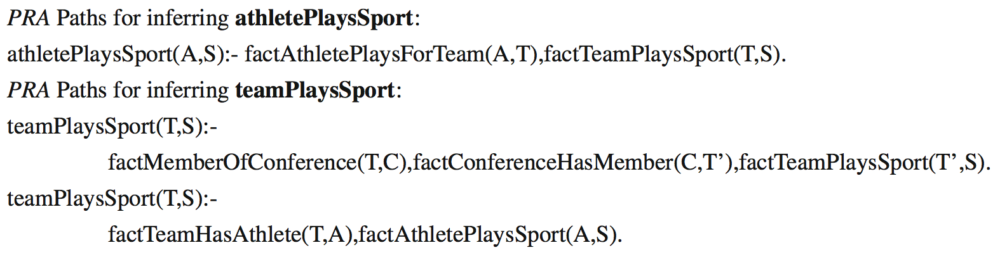 PRA Paths for inferring athletePlaysSport:
athletePlaysSport(A,S):- factAthletePlaysForTeam(A,T),factTeamPlaysSport(T,S).
PRA Paths for inferring teamPlaysSport:
teamPlaysSport(T,S):-
factMemberOfConference(T,C),factConferenceHasMember(C,T’),factTeamPlaysSport(T’,S).
teamPlaysSport(T,S):-
factTeamHasAthlete(T,A),factAthletePlaysSport(A,S).